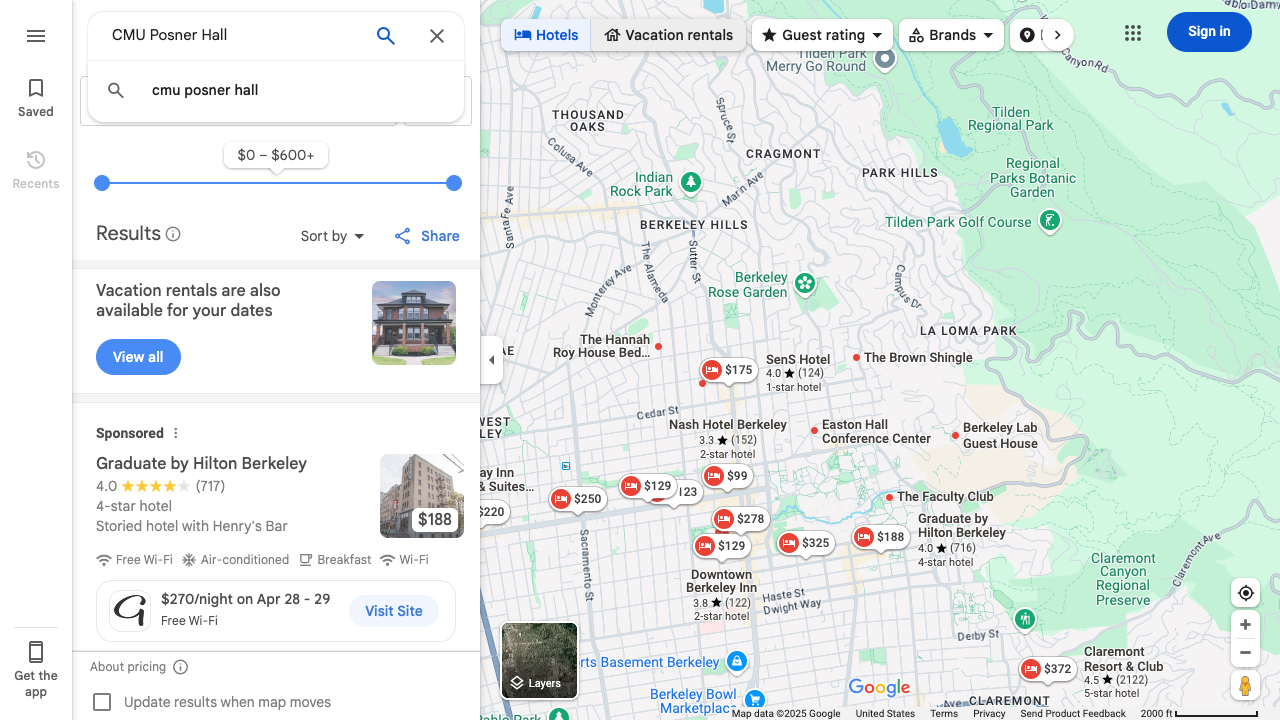 CMU Posner Hall
cmu posner hall
Saved
Recents
Get the
app
$0 – $600+
Results
Sort by
Share
Vacation rentals are also
available for your dates
View all
Sponsored
Graduate by Hilton Berkeley
4.0 (717)
4-star hotel
Storied hotel with Henry's Bar
$188
Free Wi-Fi
Air-conditioned
Breakfast
Wi-Fi
$270/night on Apr 28 - 29
Free Wi-Fi
Visit Site
About pricing
Update results when map moves
Hotels
Vacation rentals
Guest rating
Brands
Sign in
Tilden Park
Merry Go Round
Canyon Rd
THOUSAND
OAKS
Colusa Ave
Spruce St
CRAGMONT
Tilden
Regional Park
PARK HILLS
Regional
Parks Botanic
Garden
Indian
Rock Park
Marin Ave
Tilden Park Golf Course
BERKELEY HILLS
The Alameda
Sutter St
Monterey Ave
Campus Dr
Berkeley
Rose Garden
LA LOMA PARK
The Hannah
Roy House Bed...
SenS Hotel
4.0 (124)
1-star hotel
$175
The Brown Shingle
Cedar St
Nash Hotel Berkeley
3.3 (152)
2-star hotel
Easton Hall
Conference Center
Berkeley Lab
Guest House
$99
$129
$250
$220
The Faculty Club
$278
$129
$325
$188
Graduate by
Hilton Berkeley
4.0 (716)
4-star hotel
Sacramento St
Downtown
Berkeley Inn
3.8 (122)
2-star hotel
Haste St
Dwight Way
Claremont
Canyon
Regional
Preserve
Claremont Ave
Derby St
$372
Claremont
Resort & Club
4.5 (2122)
5-star hotel
CLAREMONT
rts Basement Berkeley
Berkeley Bowl
Marketplace
Layers
Google
Map data ©2025 Google
United States
Terms
Privacy
Send Product Feedback
2000 ft